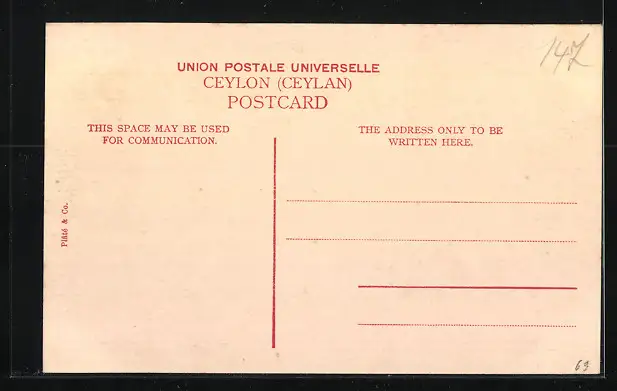 147
UNION POSTALE UNIVERSELLE
CEYLON (CEYLAN)
POSTCARD
THIS SPACE MAY BE USED
FOR COMMUNICATION.
THE ADDRESS ONLY TO BE
WRITTEN HERE.
Plâté & Co.
63